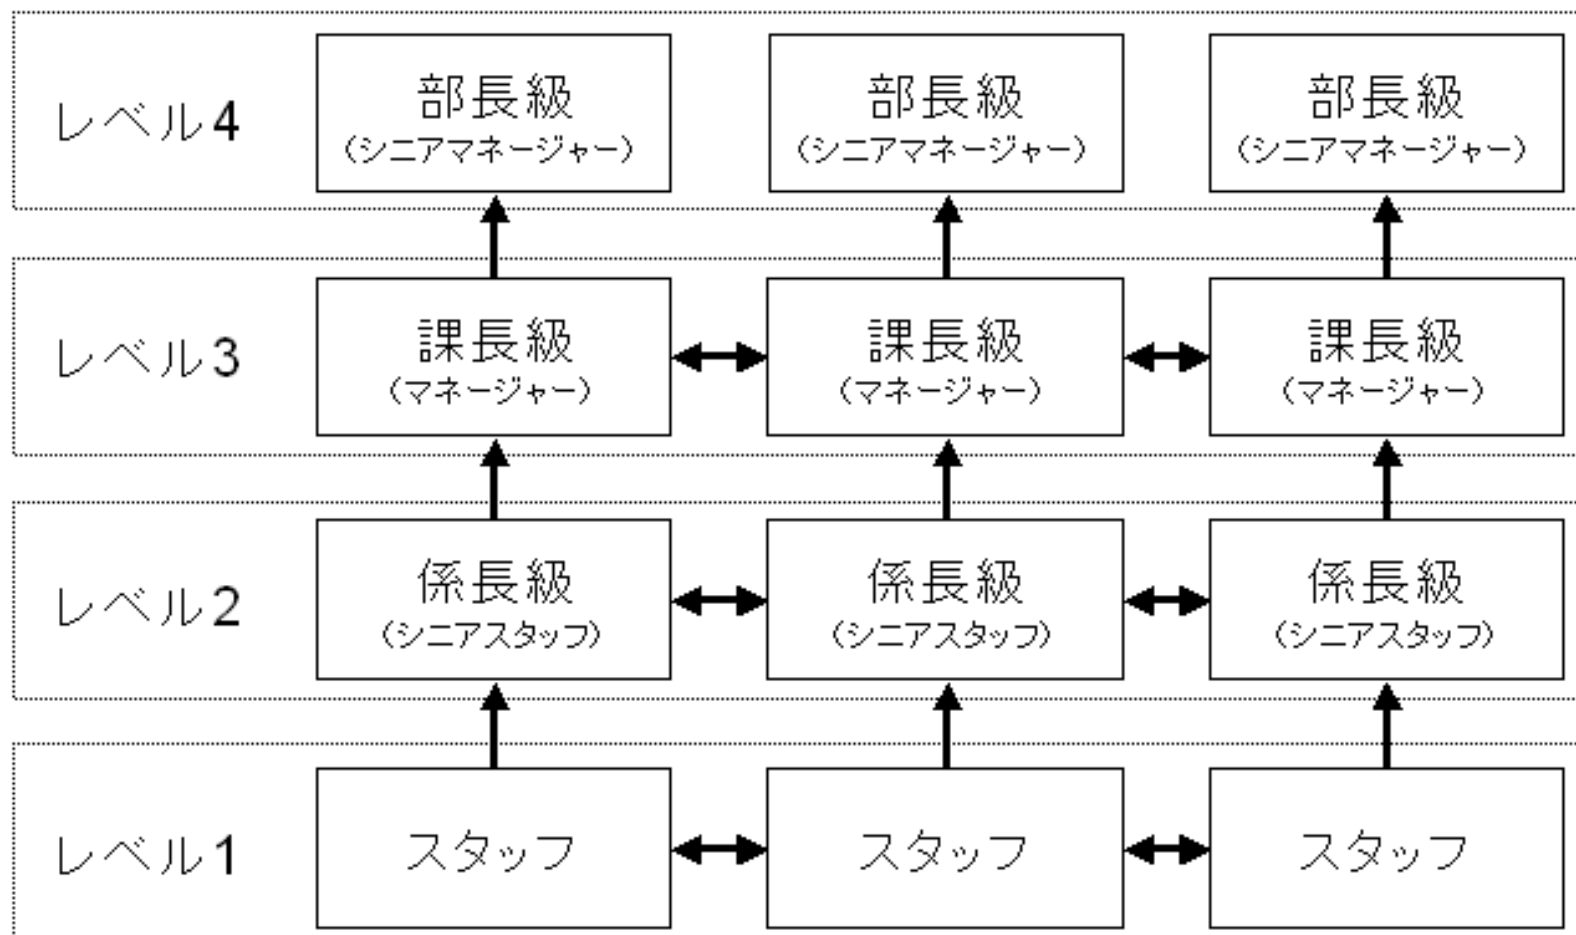 レベル4
部長級
(シニアマネージャー)
部長級
(シニアマネージャー)
部長級
(シニアマネージャー)
レベル3
課長級
(マネージャー)
課長級
(マネージャー)
課長級
(マネージャー)
レベル2
係長級
(シニアスタッフ)
係長級
(シニアスタッフ)
係長級
(シニアスタッフ)
レベル1
スタッフ
スタッフ
スタッフ